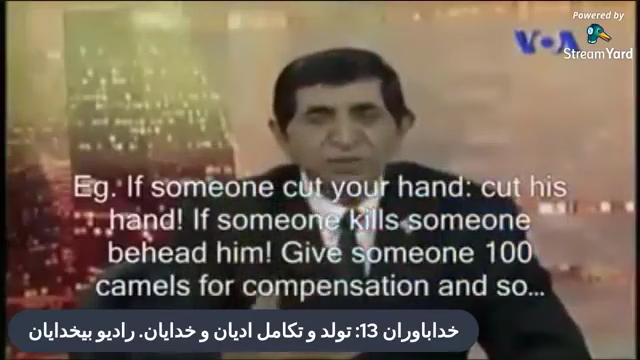 Powered by
StreamYard
VOA
Eg. If someone cut your hand: cut his
hand! If someone kills someone
behead him! Give someone 100
camels for compensation and so...
خداباوران 13: تولد و تکامل ادیان و خدایان. رادیو بیخدایان